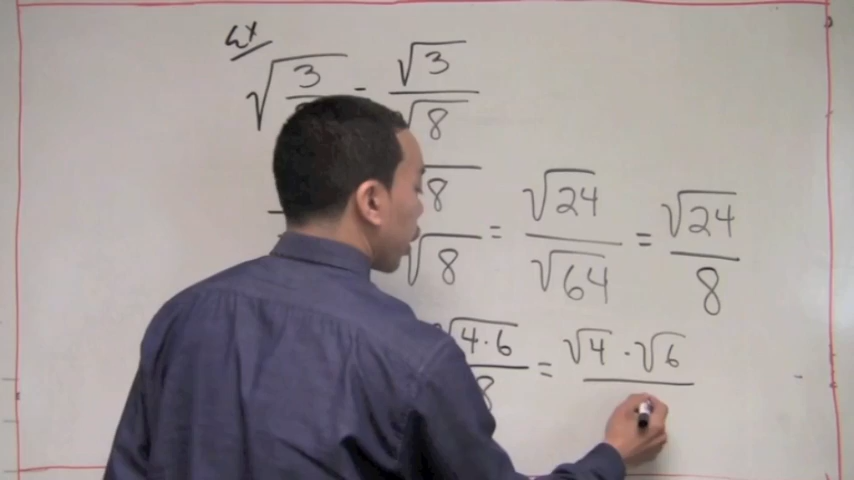 Ex
√3 = √3
√8
√8 = √24 = √24
√8 √64 8
√4·6 = √4 · √6
8